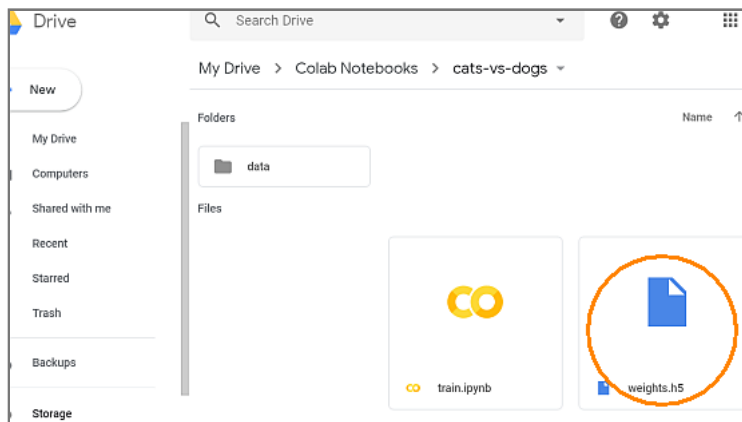 Drive
Search Drive
My Drive > Colab Notebooks > cats-vs-dogs
New
Folders
Name
My Drive
data
Computers
Shared with me
Files
Recent
Starred
Trash
Backups
train.ipynb
weights.h5
Storage